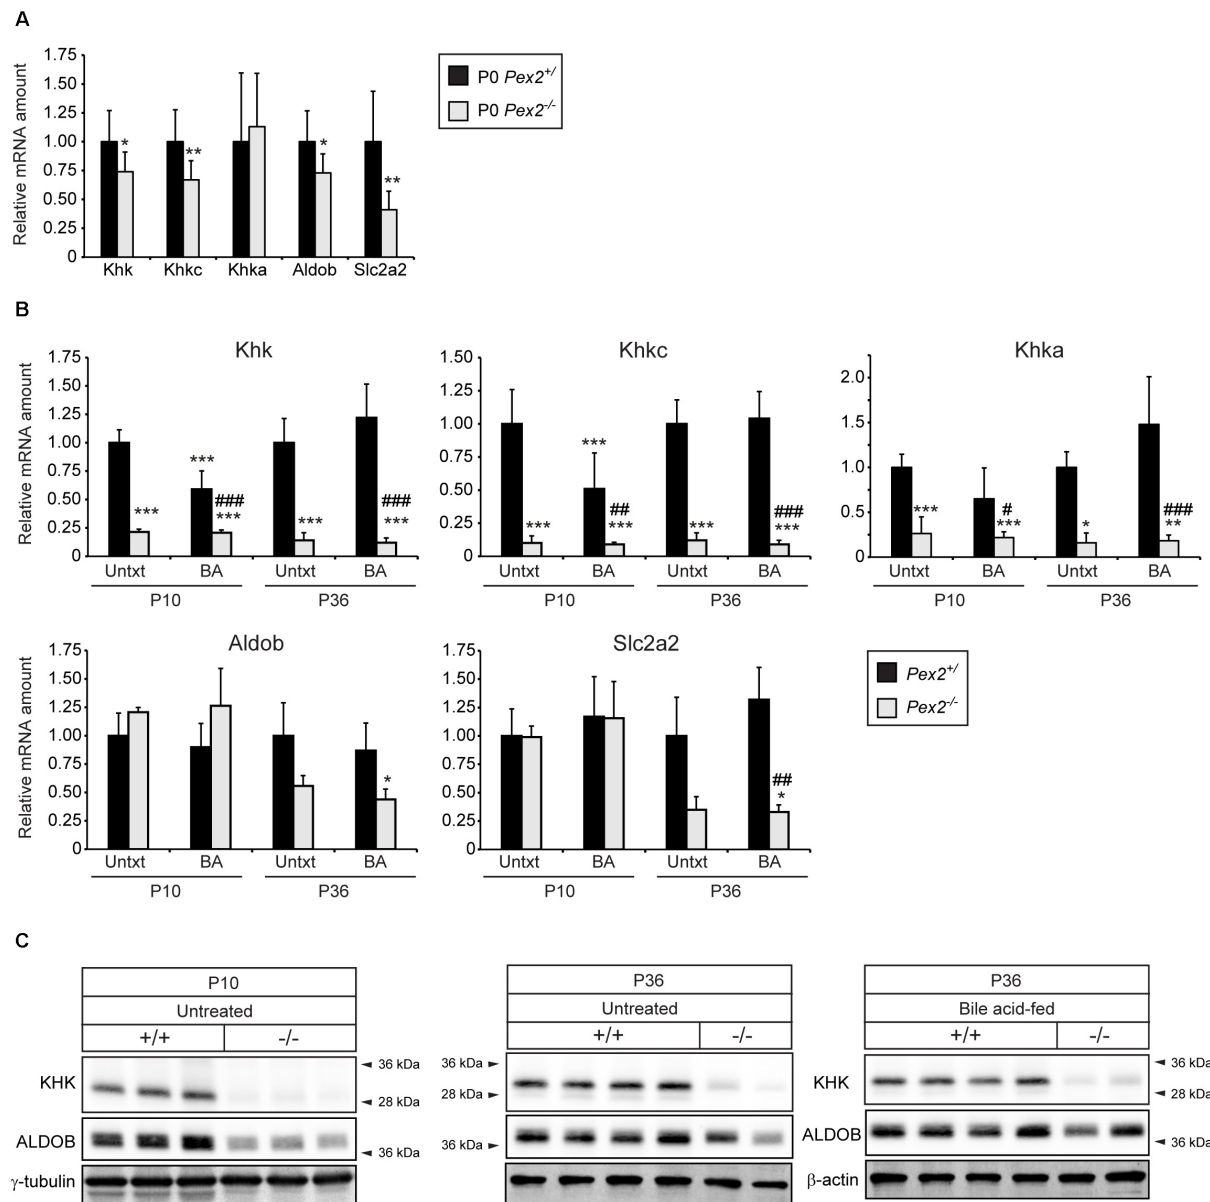 A
1.75
1.50
1.25
1.00
0.75
0.50
0.25
0
Relative mRNA amount
* ** * **
Khk Khkc Khka Aldob Slc2a2
P0 Pex2+/
P0 Pex2-/-
B
Khk
1.75
1.50
1.25
1.00
0.75
0.50
0.25
0
Relative mRNA amount
*** *** ### *** *** ### ***
Untxt BA Untxt BA
P10 P36
Khkc
1.50
1.25
1.00
0.75
0.50
0.25
0
*** *** ## *** *** ### ***
Untxt BA Untxt BA
P10 P36
Khka
2.0
1.5
1.0
0.5
0
*** # *** * ### **
Untxt BA Untxt BA
P10 P36
Aldob
1.75
1.50
1.25
1.00
0.75
0.50
0.25
0
Relative mRNA amount
*
Untxt BA Untxt BA
P10 P36
Slc2a2
1.75
1.50
1.25
1.00
0.75
0.50
0.25
0
## *
Untxt BA Untxt BA
P10 P36
Pex2+/
Pex2-/-
C
P10
Untreated
+/+ -/-
KHK
36 kDa
28 kDa
ALDOB
36 kDa
γ-tubulin
P36
Untreated
+/+ -/-
36 kDa
28 kDa
36 kDa
P36
Bile acid-fed
+/+ -/-
KHK
36 kDa
28 kDa
ALDOB
36 kDa
β-actin